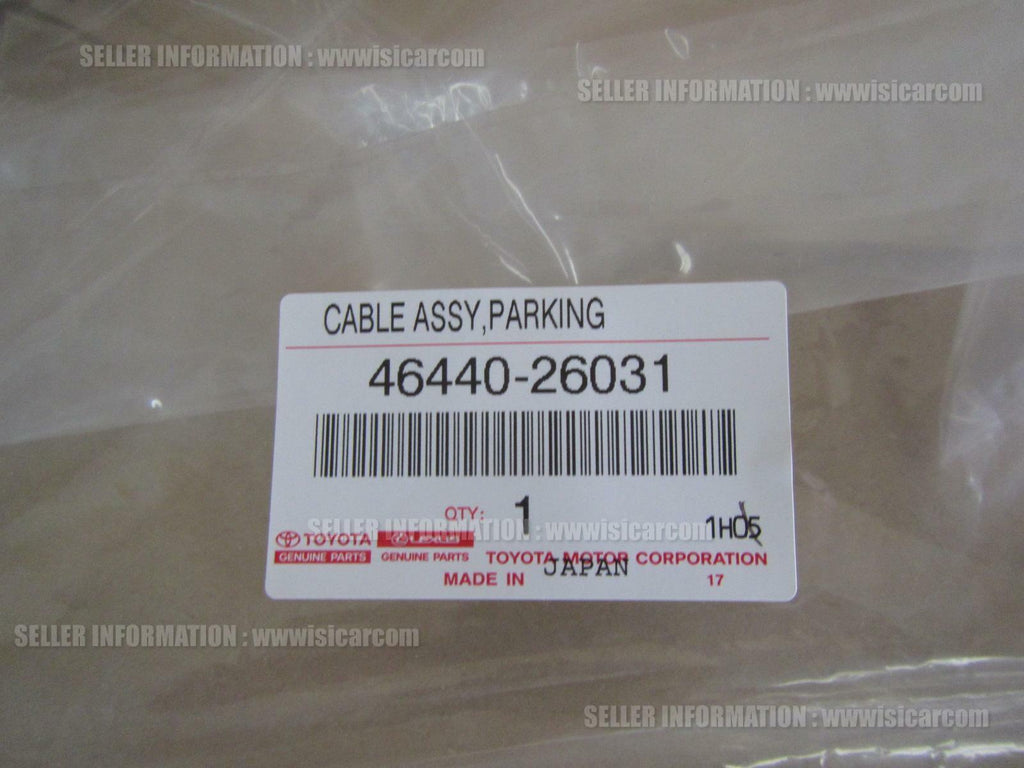 SELLER INFORMATION : wwwisicarcom
SELLER INFORMATION : wwwisicarcom
CABLE ASSY,PARKING
46440-26031
QTY: 1
SELLER INFORMATION : wwwisicarcom
1H05
TOYOTA LEXUS
GENUINE PARTS GENUINE PARTS TOYOTA MOTOR CORPORATION
MADE IN JAPAN 17
SELLER INFORMATION : wwwisicarcom
SELLER INFORMATION : wwwisicarcom